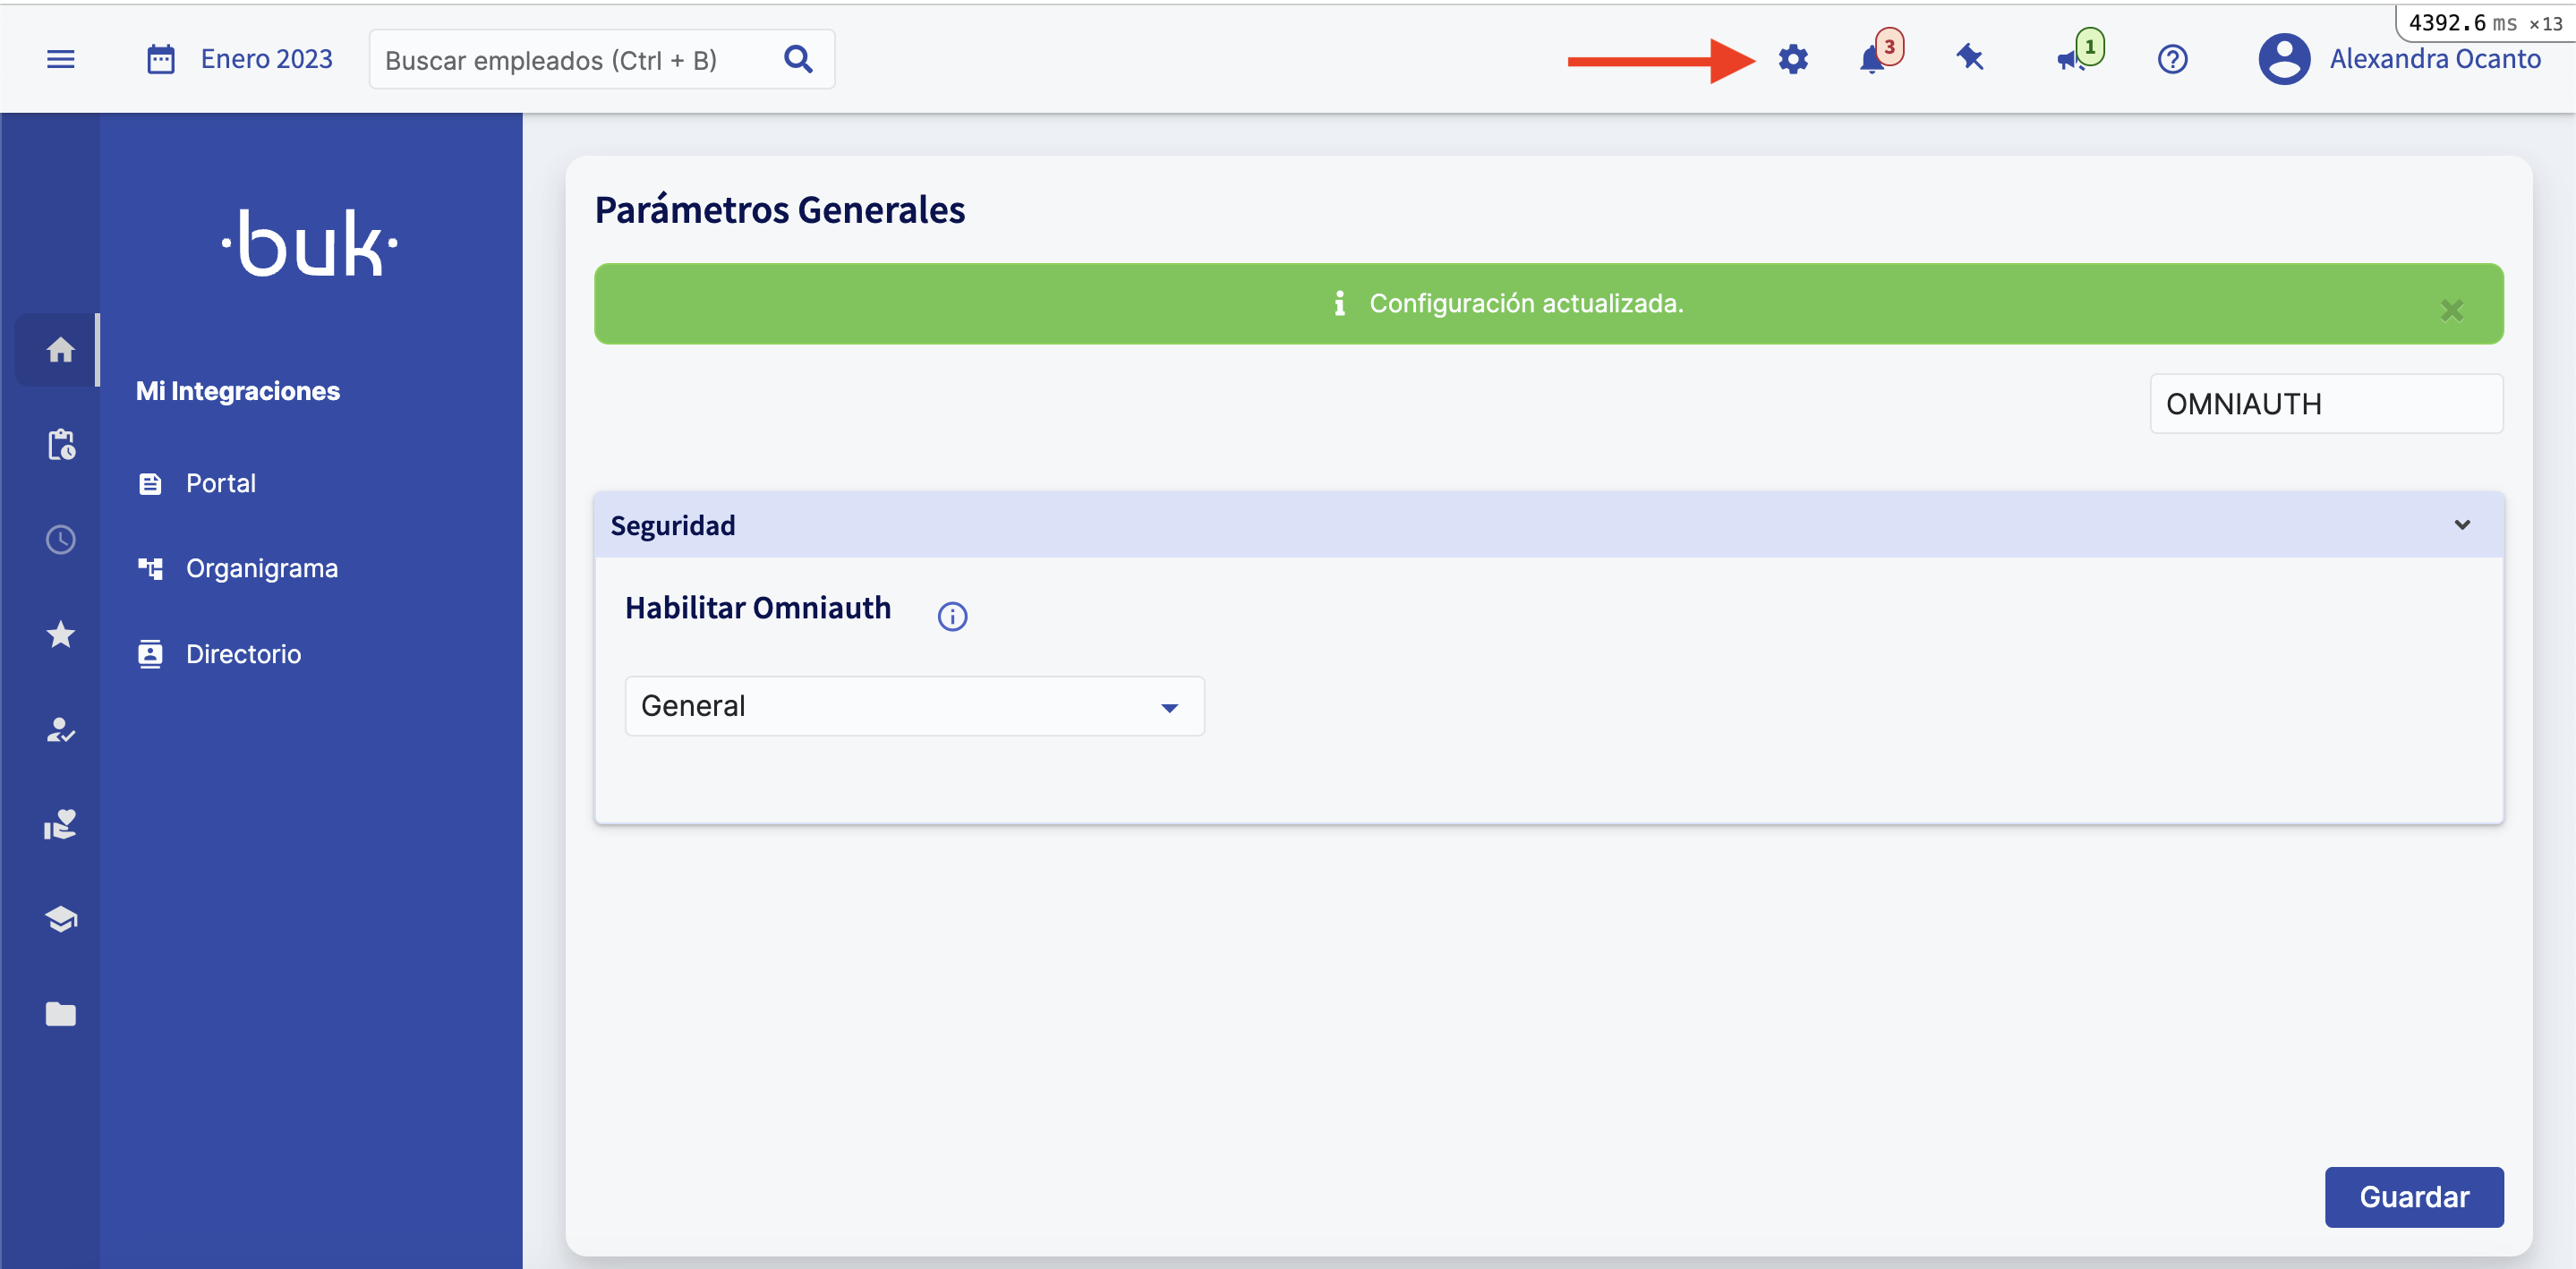 4392.6 ms ×13
Enero 2023
Buscar empleados (Ctrl + B)
3
1
Alexandra Ocanto
·buk·
Mi Integraciones
Portal
Organigrama
Directorio
Parámetros Generales
Configuración actualizada.
OMNIAUTH
Seguridad
Habilitar Omniauth
General
Guardar